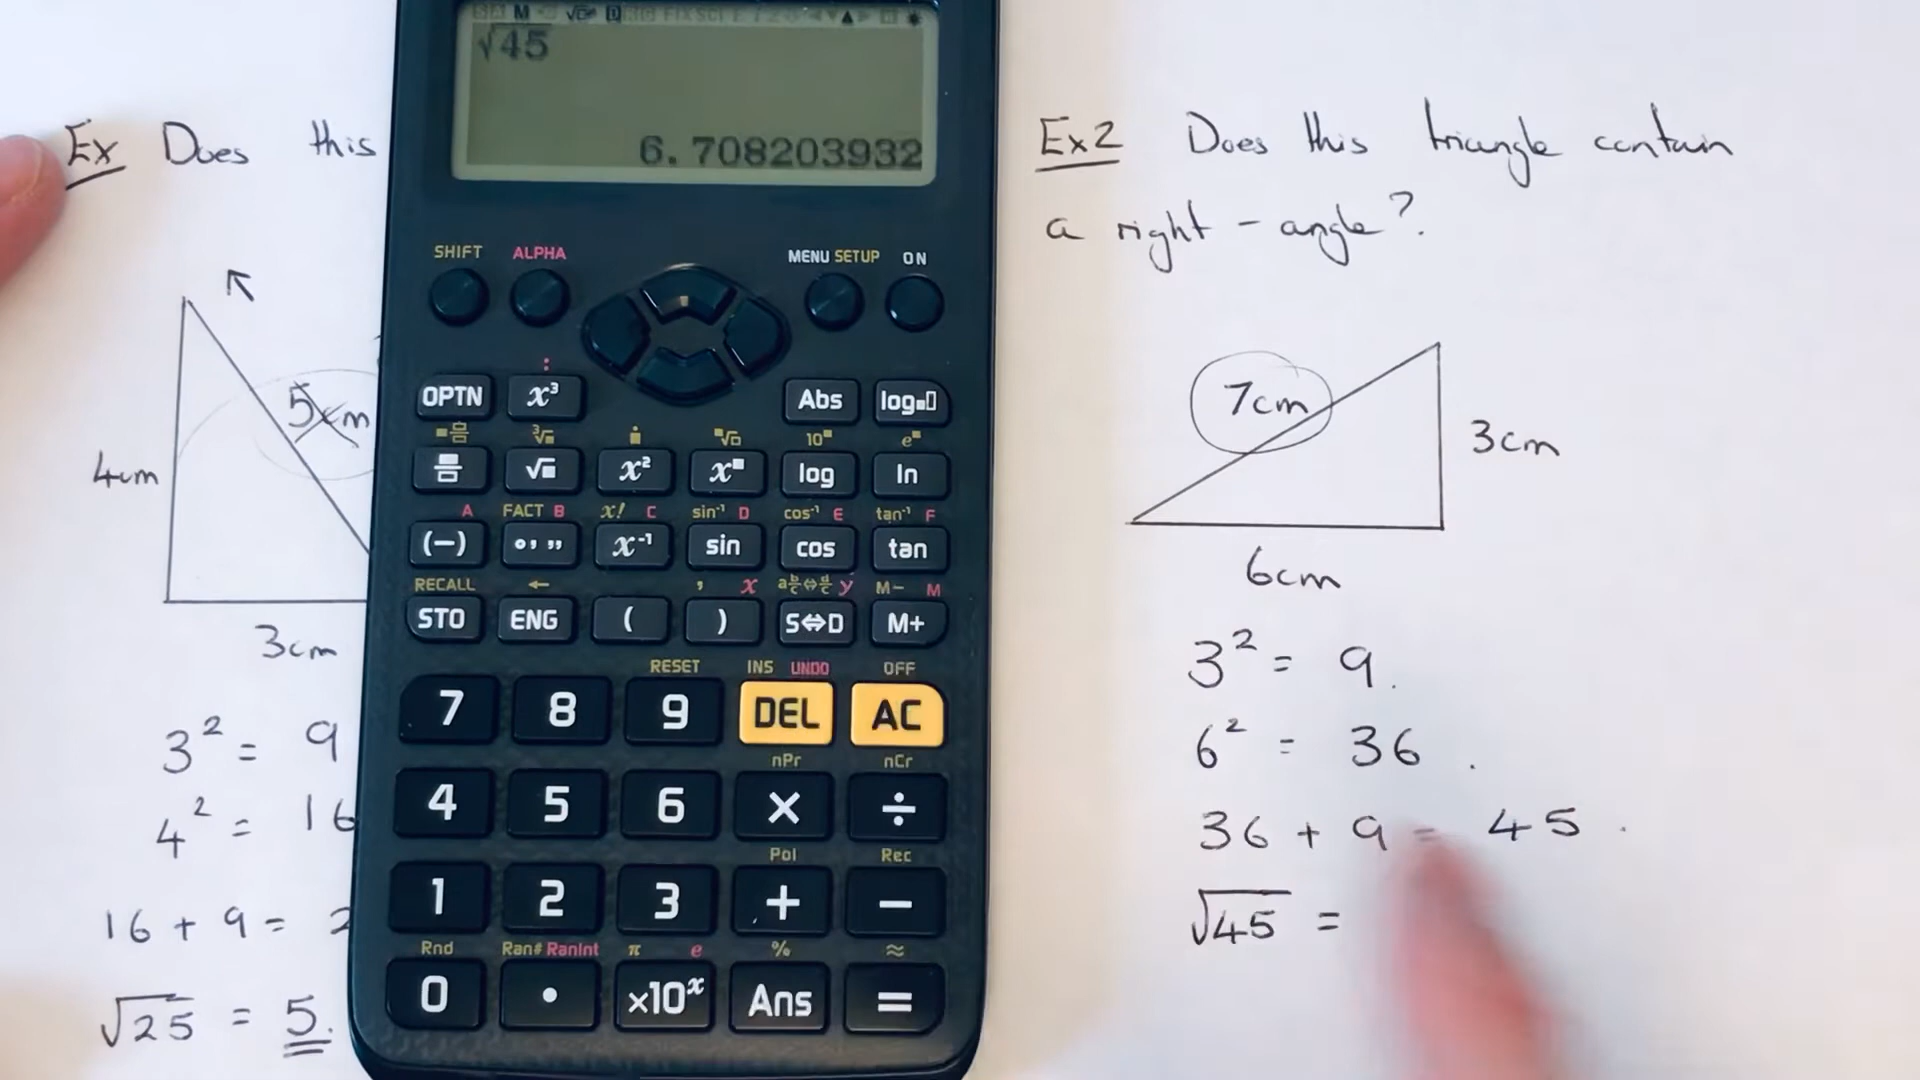 √45
6.708203932
Ex Does this
4cm
5cm
3cm
3² = 9
4² = 16
16 + 9 = 2
√25 = 5.
SHIFT ALPHA MENU SETUP ON
:
OPTN x³ Abs log
³√ 10 e
√ x² x log ln
A FACT B x! C sin⁻¹ D cos⁻¹ E tan⁻¹ F
(−) ° ’ ” x⁻¹ sin cos tan
RECALL ← , x y M− M
STO ENG ( ) S⇔D M+
RESET INS UNDO OFF
7 8 9 DEL AC
nPr nCr
4 5 6 × ÷
Pol Rec
1 2 3 + −
Rnd Ran# RanInt π e % ≈
0 • ×10ˣ Ans =
Ex2 Does this triangle contain
a right - angle?
7cm
3cm
6cm
3² = 9.
6² = 36.
36 + 9 = 45.
√45 =